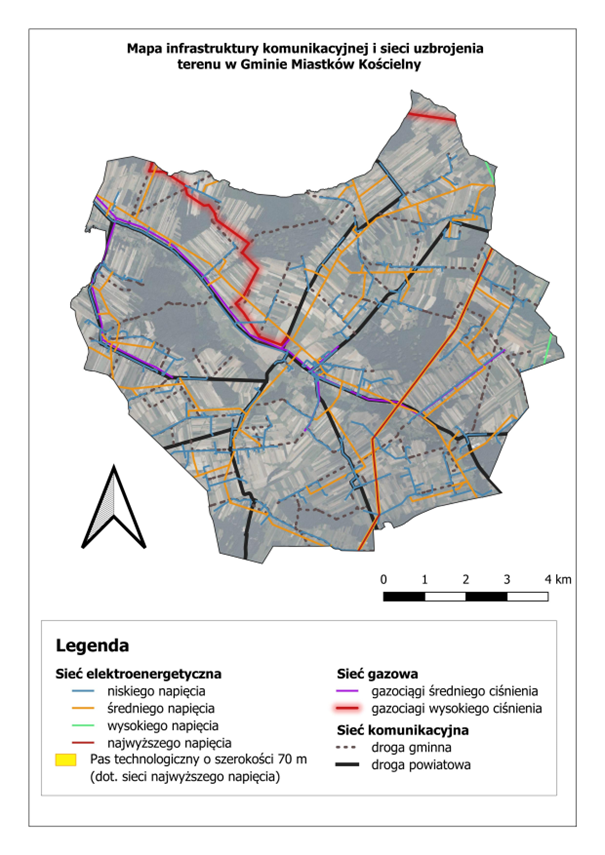 Mapa infrastruktury komunikacyjnej i sieci uzbrojenia
terenu w Gminie Miastków Kościelny
0 1 2 3 4 km
Legenda
Sieć elektroenergetyczna
niskiego napięcia
średniego napięcia
wysokiego napięcia
najwyższego napięcia
Pas technologiczny o szerokości 70 m
(dot. sieci najwyższego napięcia)
Sieć gazowa
gazociągi średniego ciśnienia
gazociagi wysokiego ciśnienia
Sieć komunikacyjna
droga gminna
droga powiatowa